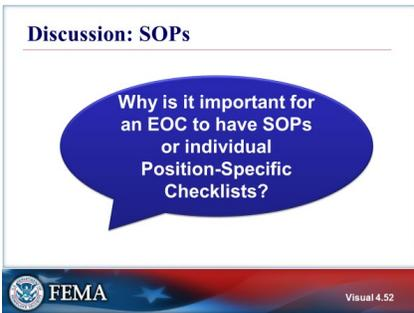 Discussion: SOPs
Why is it important for
an EOC to have SOPs
or individual
Position-Specific
Checklists?
FEMA
Visual 4.52